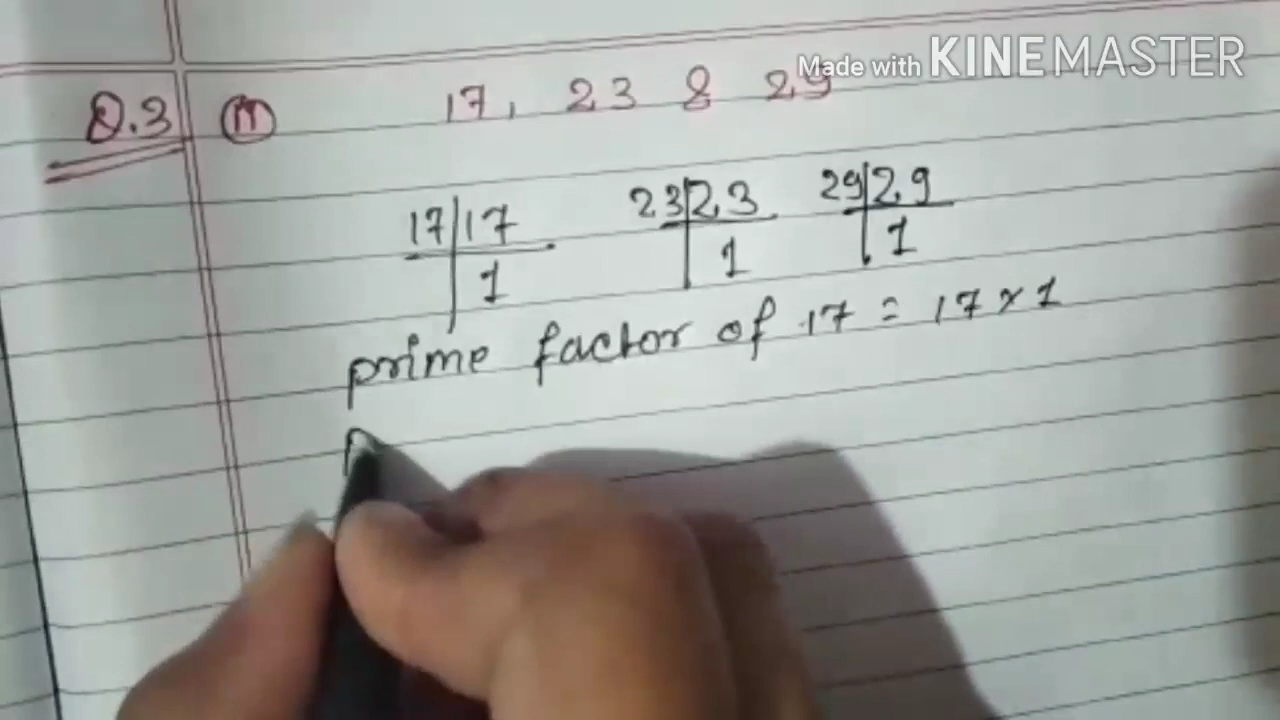 Made with KINEMASTER
Q.3 (ii) 17, 23 & 29
17 | 17 23 | 23 29 | 29
1 1 1
prime factor of 17 = 17 × 1
P